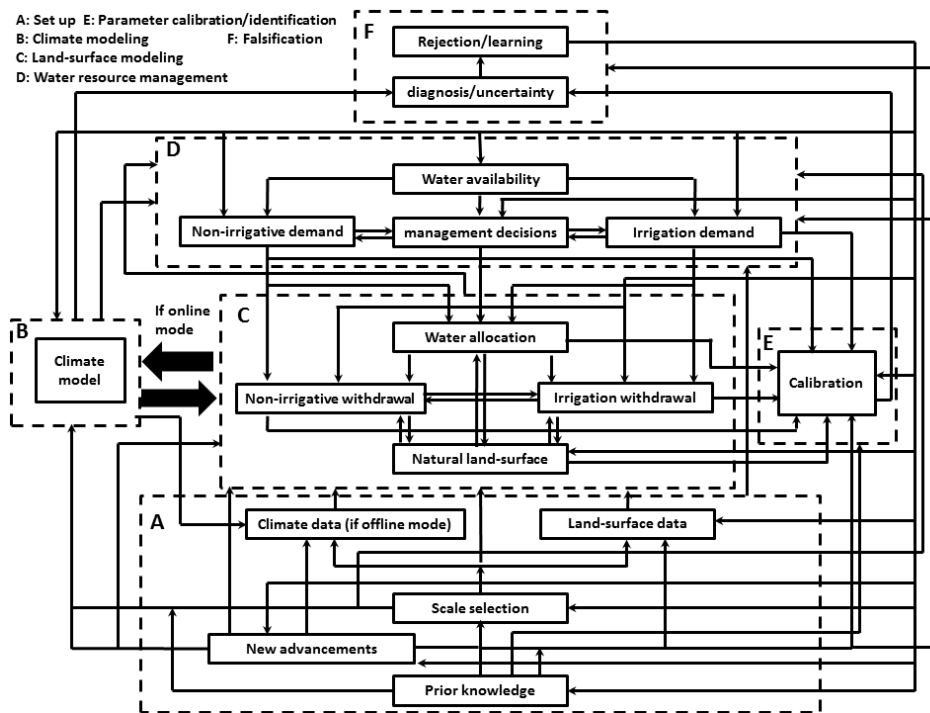 A: Set up  E: Parameter calibration/identification
B: Climate modeling  F: Falsification
C: Land-surface modeling
D: Water resource management
F
Rejection/learning
diagnosis/uncertainty
D
Water availability
Non-irrigative demand
management decisions
Irrigation demand
If online
mode
B
Climate
model
C
Water allocation
Non-irrigative withdrawal
Irrigation withdrawal
Natural land-surface
E
Calibration
A
Climate data (if offline mode)
Land-surface data
Scale selection
New advancements
Prior knowledge